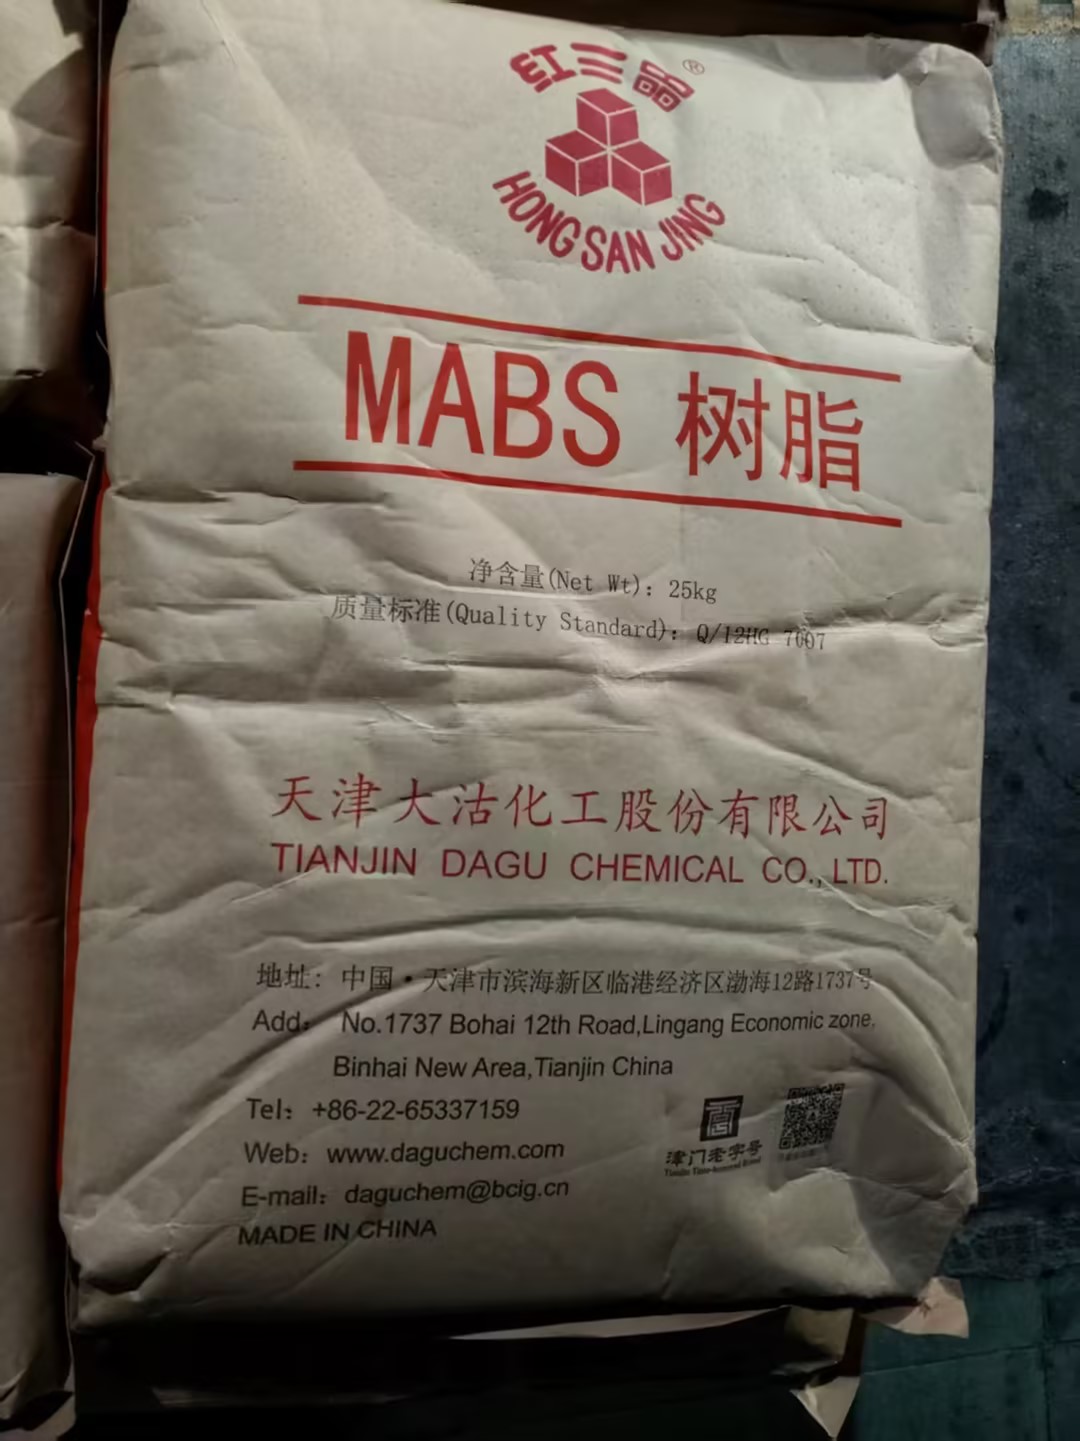 红三品®
HONG SAN JING
MABS 树脂
净含量(Net Wt)：25kg
质量标准(Quality Standard)：Q/12HG 7007
天津大沽化工股份有限公司
TIANJIN DAGU CHEMICAL CO., LTD.
地址：中国·天津市滨海新区临港经济区渤海12路1737号
Add：No.1737 Bohai 12th Road,Lingang Economic zone,
Binhai New Area,Tianjin China
Tel：+86-22-65337159
Web：www.daguchem.com
E-mail：daguchem@bcig.cn
MADE IN CHINA
津门老字号
Tianjin Time-honored Brand